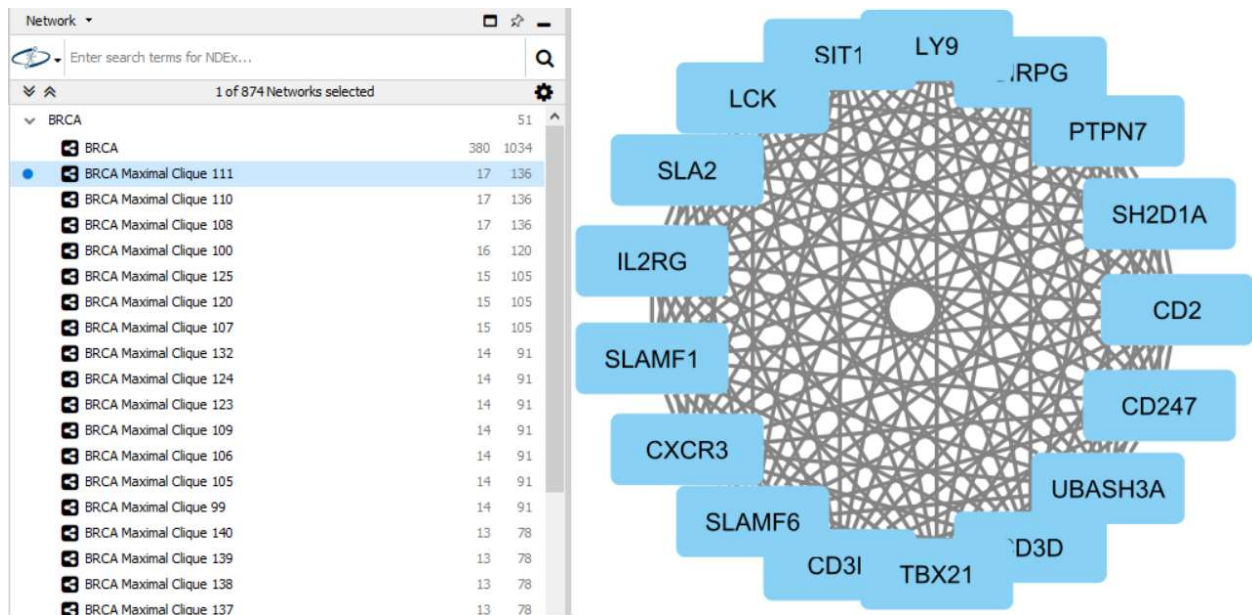 Network
Enter search terms for NDEx...
1 of 874 Networks selected
BRCA 51
BRCA 380 1034
BRCA Maximal Clique 111 17 136
BRCA Maximal Clique 110 17 136
BRCA Maximal Clique 108 17 136
BRCA Maximal Clique 100 16 120
BRCA Maximal Clique 125 15 105
BRCA Maximal Clique 120 15 105
BRCA Maximal Clique 107 15 105
BRCA Maximal Clique 132 14 91
BRCA Maximal Clique 124 14 91
BRCA Maximal Clique 123 14 91
BRCA Maximal Clique 109 14 91
BRCA Maximal Clique 106 14 91
BRCA Maximal Clique 105 14 91
BRCA Maximal Clique 99 14 91
BRCA Maximal Clique 140 13 78
BRCA Maximal Clique 139 13 78
BRCA Maximal Clique 138 13 78
BRCA Maximal Clique 137 13 78
LY9
SIT1
LCK
PTPN7
SLA2
SH2D1A
IL2RG
CD2
SLAMF1
CD247
CXCR3
UBASH3A
SLAMF6
TBX21